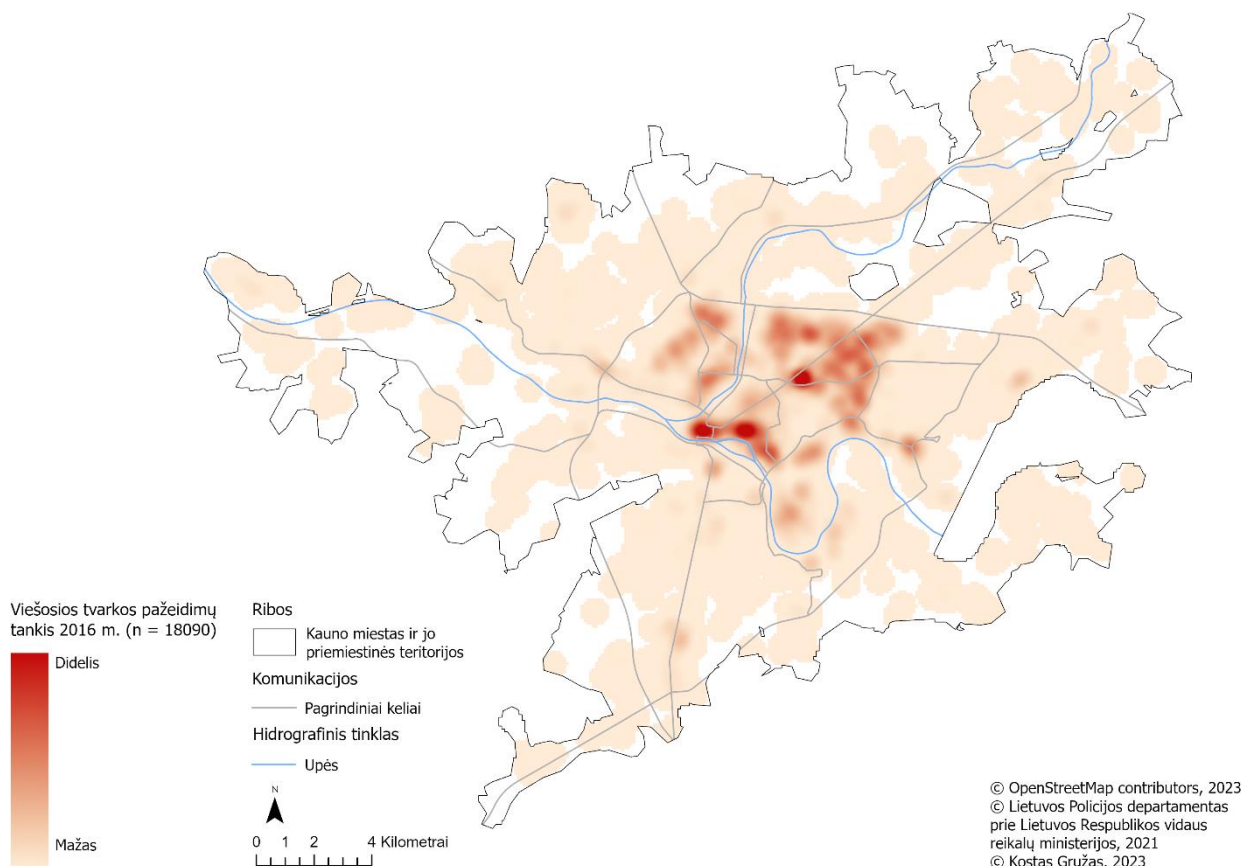 Viešosios tvarkos pažeidimų
tankis 2016 m. (n = 18090)
Didelis
Mažas
Ribos
Kauno miestas ir jo
priemiestinės teritorijos
Komunikacijos
Pagrindiniai keliai
Hidrografinis tinklas
Upės
N
0 1 2 4 Kilometrai
© OpenStreetMap contributors, 2023
© Lietuvos Policijos departamentas
prie Lietuvos Respublikos vidaus
reikalų ministerijos, 2021
© Kostas Gružas, 2023